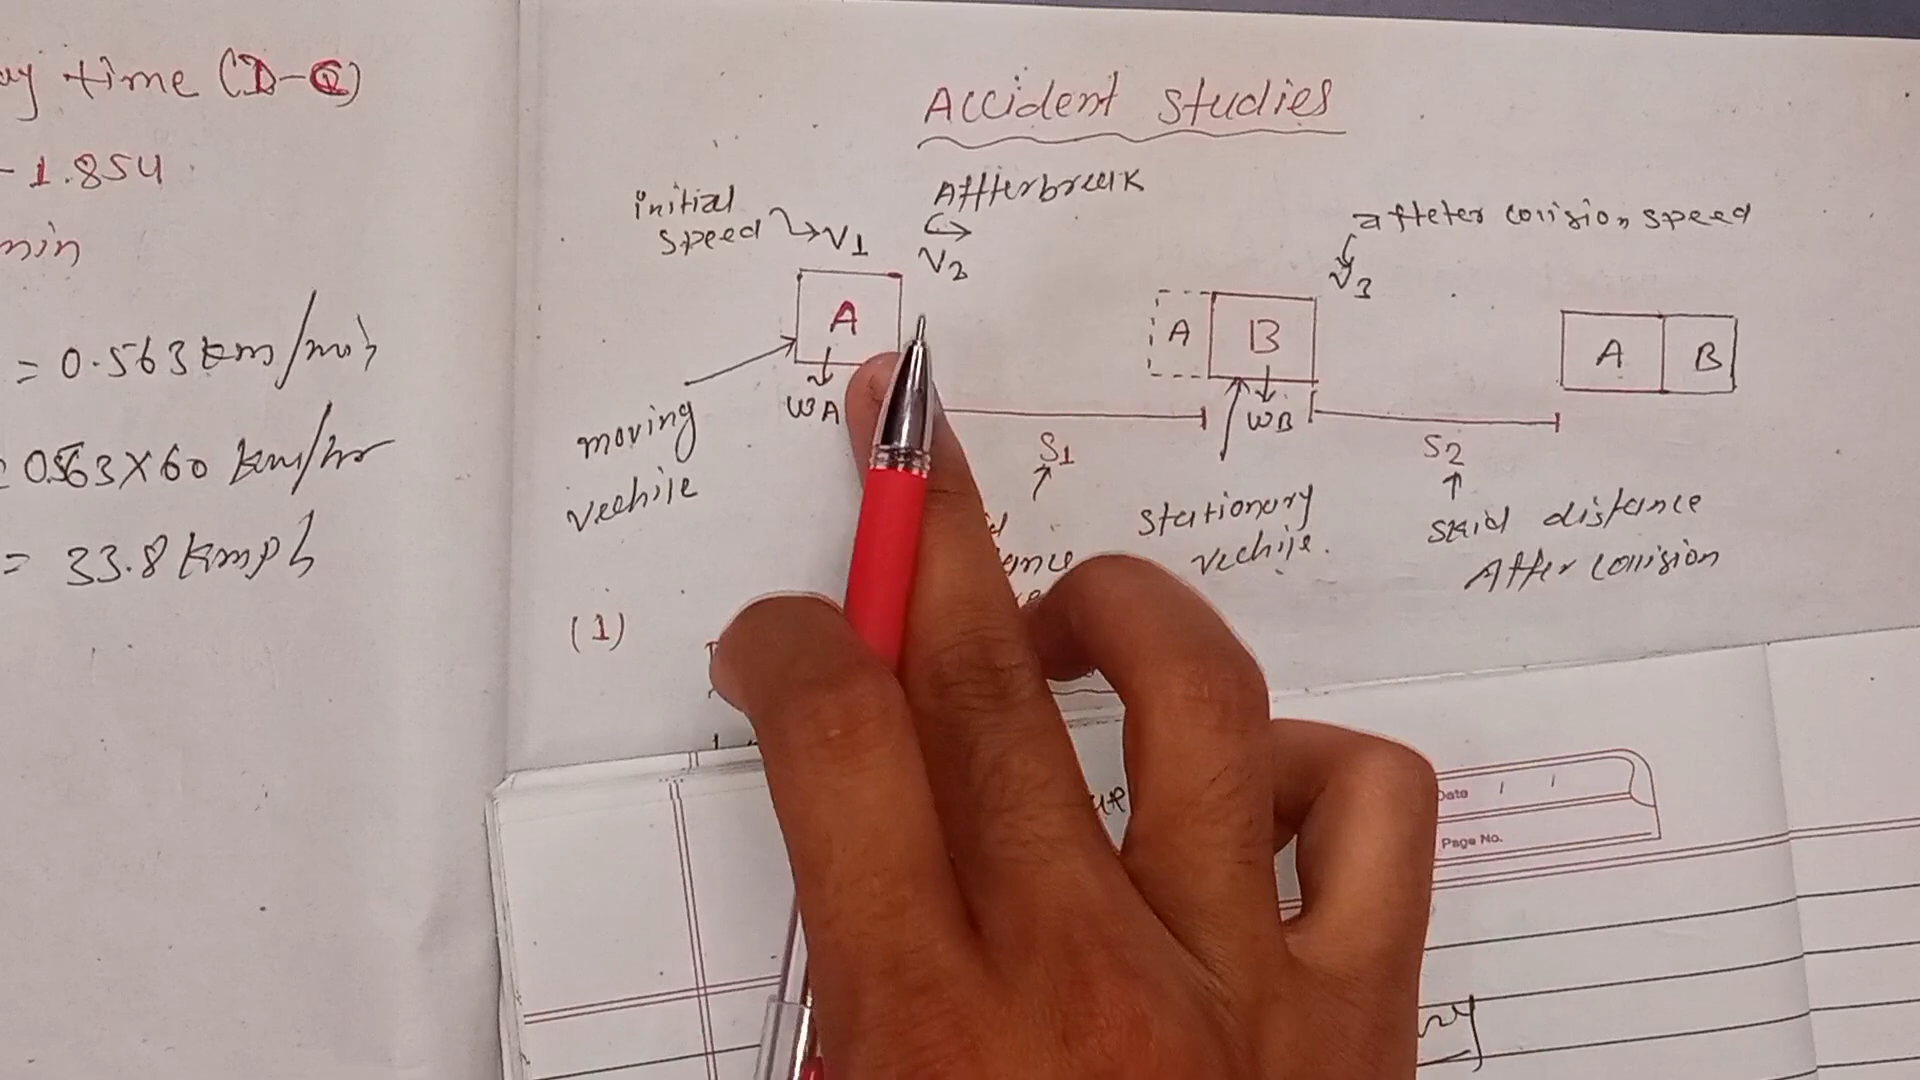 time (D-C)
- 1.854
min
= 0.563 km/min
0.563 X 60 km/hr
= 33.8 kmph
Accident Studies
initial
speed
V1
Aftterbreak
V2
afteter collision speed
V3
A
A
B
A
B
WA
WB
moving
vechile
S1
S2
stationary
vechile.
skid distance
After collision
(1)
Date / /
Page No.